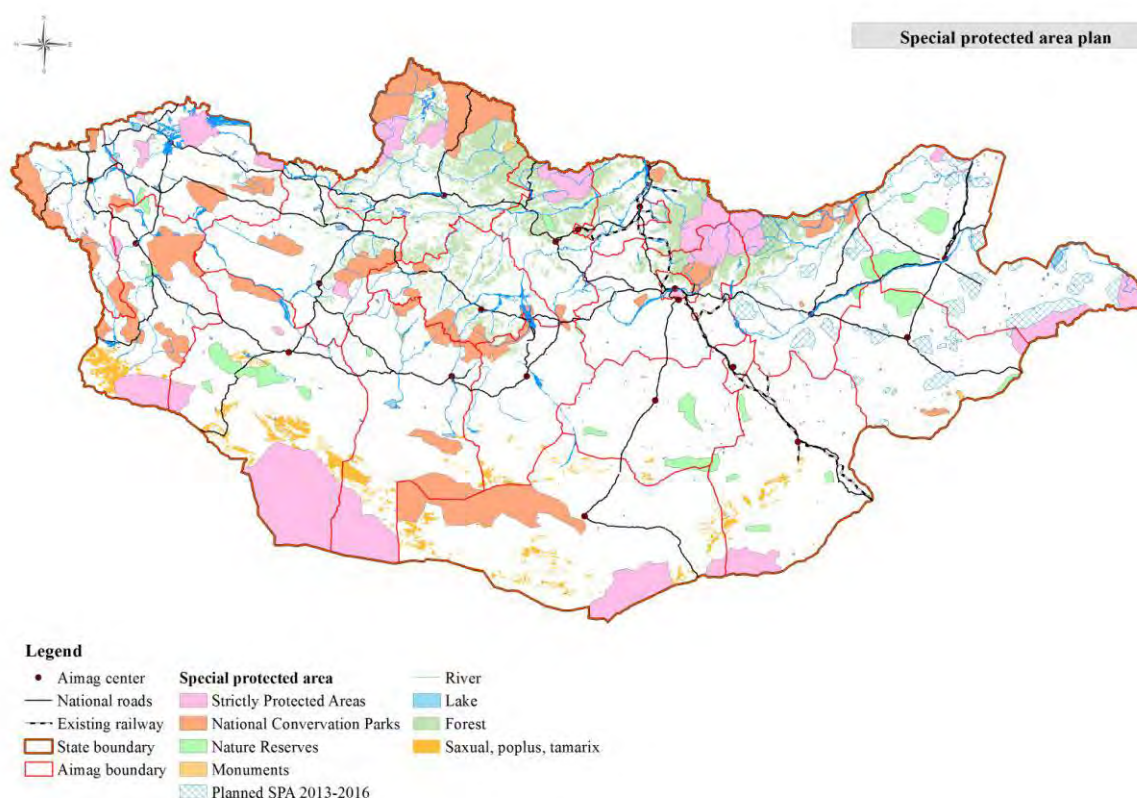 Special protected area plan
Legend
Aimag center
National roads
Existing railway
State boundary
Aimag boundary
Special protected area
Strictly Protected Areas
National Convervation Parks
Nature Reserves
Monuments
Planned SPA 2013-2016
River
Lake
Forest
Saxual, poplus, tamarix